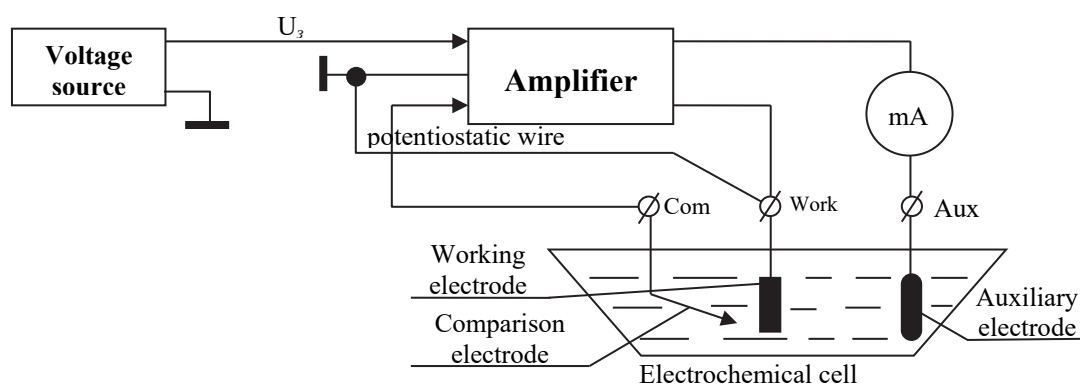 U₃
Voltage
source
Amplifier
mA
potentiostatic wire
Com
Work
Aux
Working
electrode
Comparison
electrode
Auxiliary
electrode
Electrochemical cell